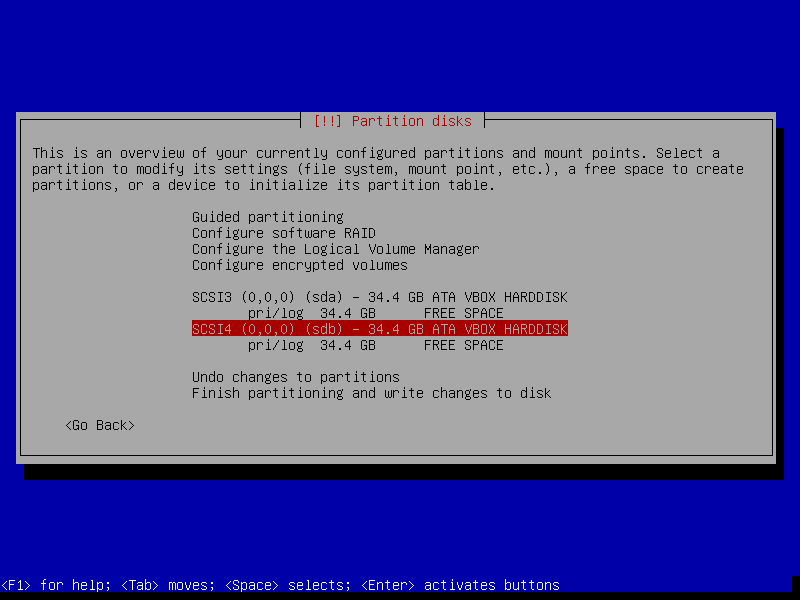 [!!] Partition disks
This is an overview of your currently configured partitions and mount points. Select a
partition to modify its settings (file system, mount point, etc.), a free space to create
partitions, or a device to initialize its partition table.
Guided partitioning
Configure software RAID
Configure the Logical Volume Manager
Configure encrypted volumes
SCSI3 (0,0,0) (sda) - 34.4 GB ATA VBOX HARDDISK
pri/log 34.4 GB FREE SPACE
SCSI4 (0,0,0) (sdb) - 34.4 GB ATA VBOX HARDDISK
pri/log 34.4 GB FREE SPACE
Undo changes to partitions
Finish partitioning and write changes to disk
<Go Back>
<F1> for help; <Tab> moves; <Space> selects; <Enter> activates buttons